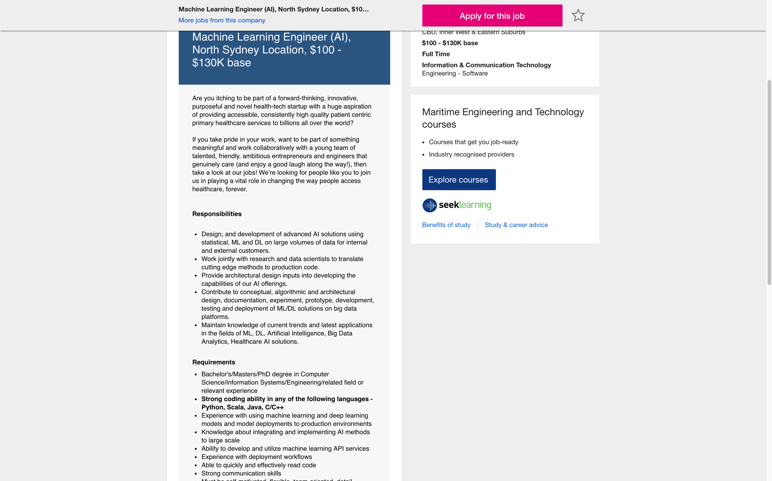 Machine Learning Engineer (AI), North Sydney Location, $10...
More jobs from this company
Apply for this job
Machine Learning Engineer (AI),
North Sydney Location, $100 -
$130K base
Are you itching to be part of a forward-thinking, innovative,
purposeful and novel health-tech startup with a huge aspiration
of providing accessible, consistently high quality patient centric
primary healthcare services to billions all over the world?
If you take pride in your work, want to be part of something
meaningful and work collaboratively with a young team of
talented, friendly, ambitious entrepreneurs and engineers that
genuinely care (and enjoy a good laugh along the way!), then
take a look at our jobs! We're looking for people like you to join
us in playing a vital role in changing the way people access
healthcare, forever.
Responsibilities
• Design, and development of advanced AI solutions using
statistical, ML and DL on large volumes of data for internal
and external customers.
• Work jointly with research and data scientists to translate
cutting edge methods to production code.
• Provide architectural design inputs into developing the
capabilities of our AI offerings.
• Contribute to conceptual, algorithmic and architectural
design, documentation, experiment, prototype, development,
testing and deployment of ML/DL solutions on big data
platforms.
• Maintain knowledge of current trends and latest applications
in the fields of ML, DL, Artificial Intelligence, Big Data
Analytics, Healthcare AI solutions.
Requirements
• Bachelor's/Masters/PhD degree in Computer
Science/Information Systems/Engineering/related field or
relevant experience
• Strong coding ability in any of the following languages -
Python, Scala, Java, C/C++
• Experience with using machine learning and deep learning
models and model deployments to production environments
• Knowledge about integrating and implementing AI methods
to large scale
• Ability to develop and utilize machine learning API services
• Experience with deployment workflows
• Able to quickly and effectively read code
• Strong communication skills
• Must be self-motivated, flexible, team-oriented, detail
CBD, Inner West & Eastern Suburbs
$100 - $130K base
Full Time
Information & Communication Technology
Engineering - Software
Maritime Engineering and Technology
courses
• Courses that get you job-ready
• Industry recognised providers
Explore courses
seek learning
Benefits of study
Study & career advice